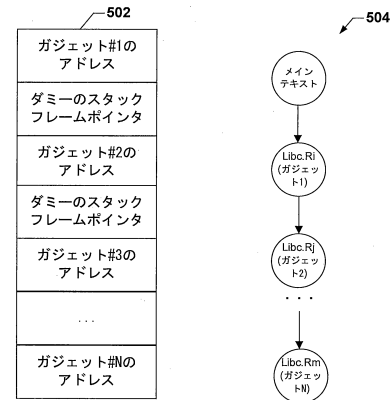 502
ガジェット#1の
アドレス
ダミーのスタック
フレームポインタ
ガジェット#2の
アドレス
ダミーのスタック
フレームポインタ
ガジェット#3の
アドレス
...
ガジェット#Nの
アドレス
504
メイン
テキスト
Libc.Ri
(ガジェッ
ト1)
Libc.Rj
(ガジェッ
ト2)
...
Libc.Rm
(ガジェッ
トN)